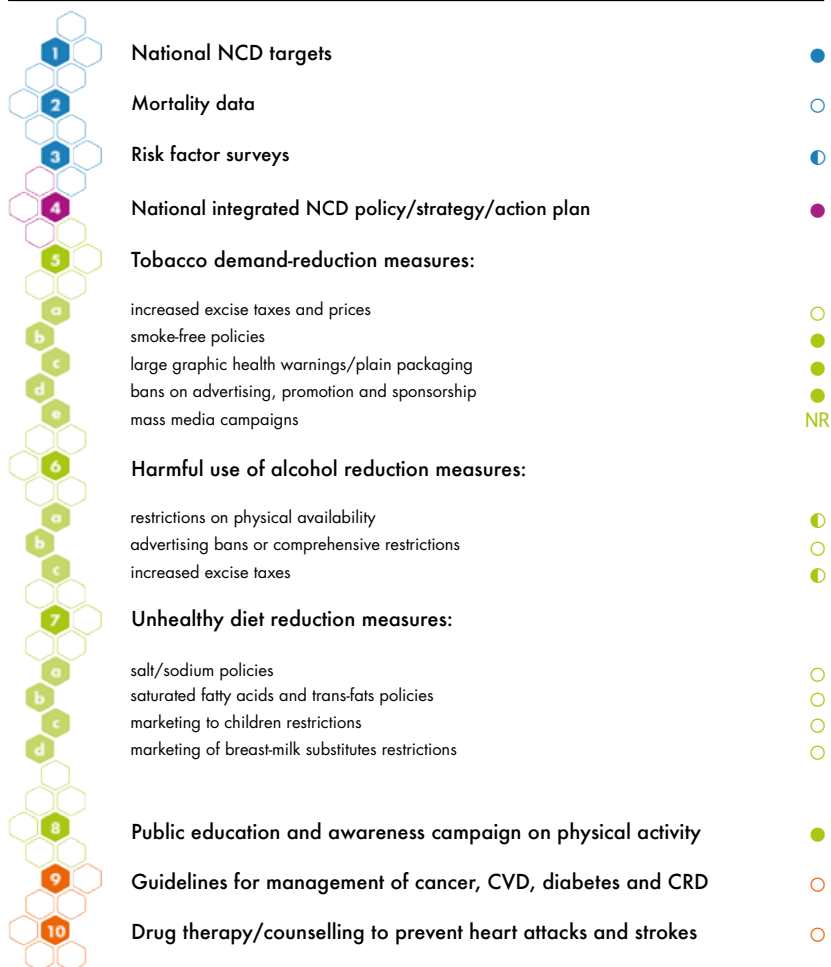 1 National NCD targets
2 Mortality data
3 Risk factor surveys
4 National integrated NCD policy/strategy/action plan
5 Tobacco demand-reduction measures:
a increased excise taxes and prices
b smoke-free policies
c large graphic health warnings/plain packaging
d bans on advertising, promotion and sponsorship
e mass media campaigns NR
6 Harmful use of alcohol reduction measures:
a restrictions on physical availability
b advertising bans or comprehensive restrictions
c increased excise taxes
7 Unhealthy diet reduction measures:
a salt/sodium policies
b saturated fatty acids and trans-fats policies
c marketing to children restrictions
d marketing of breast-milk substitutes restrictions
8 Public education and awareness campaign on physical activity
9 Guidelines for management of cancer, CVD, diabetes and CRD
10 Drug therapy/counselling to prevent heart attacks and strokes